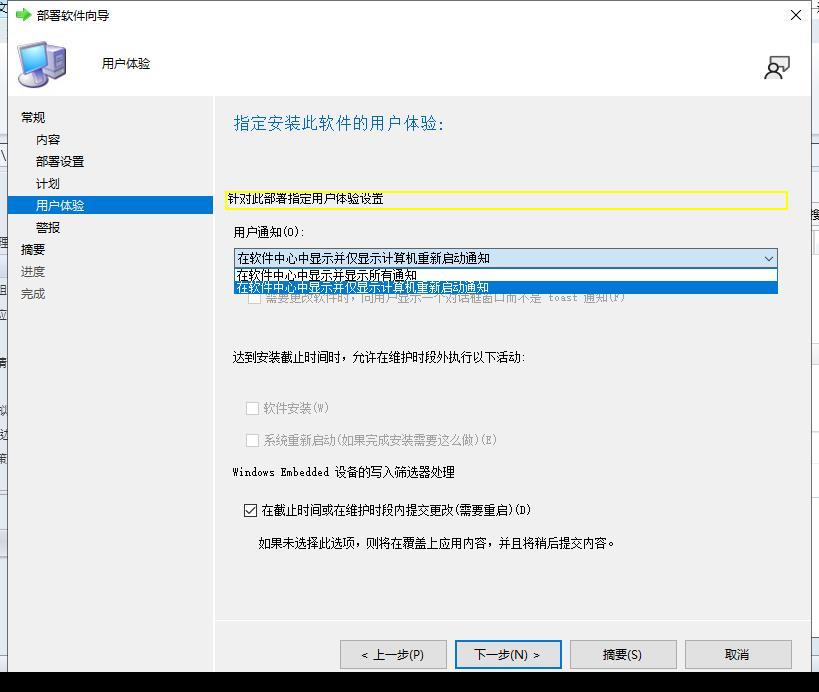 部署软件向导
用户体验
常规
内容
部署设置
计划
用户体验
警报
摘要
进度
完成
指定安装此软件的用户体验:
针对此部署指定用户体验设置
用户通知(O):
在软件中心中显示并仅显示计算机重新启动通知
在软件中心中显示并显示所有通知
在软件中心中显示并仅显示计算机重新启动通知
需要更改软件时，向用户显示一个对话框窗口而不是 toast 通知(F)
达到安装截止时间时，允许在维护时段外执行以下活动:
软件安装(W)
系统重新启动(如果完成安装需要这么做)(E)
Windows Embedded 设备的写入筛选器处理
在截止时间或在维护时段内提交更改(需要重启)(D)
如果未选择此选项，则将在覆盖上应用内容，并且将稍后提交内容。
< 上一步(P)
下一步(N) >
摘要(S)
取消